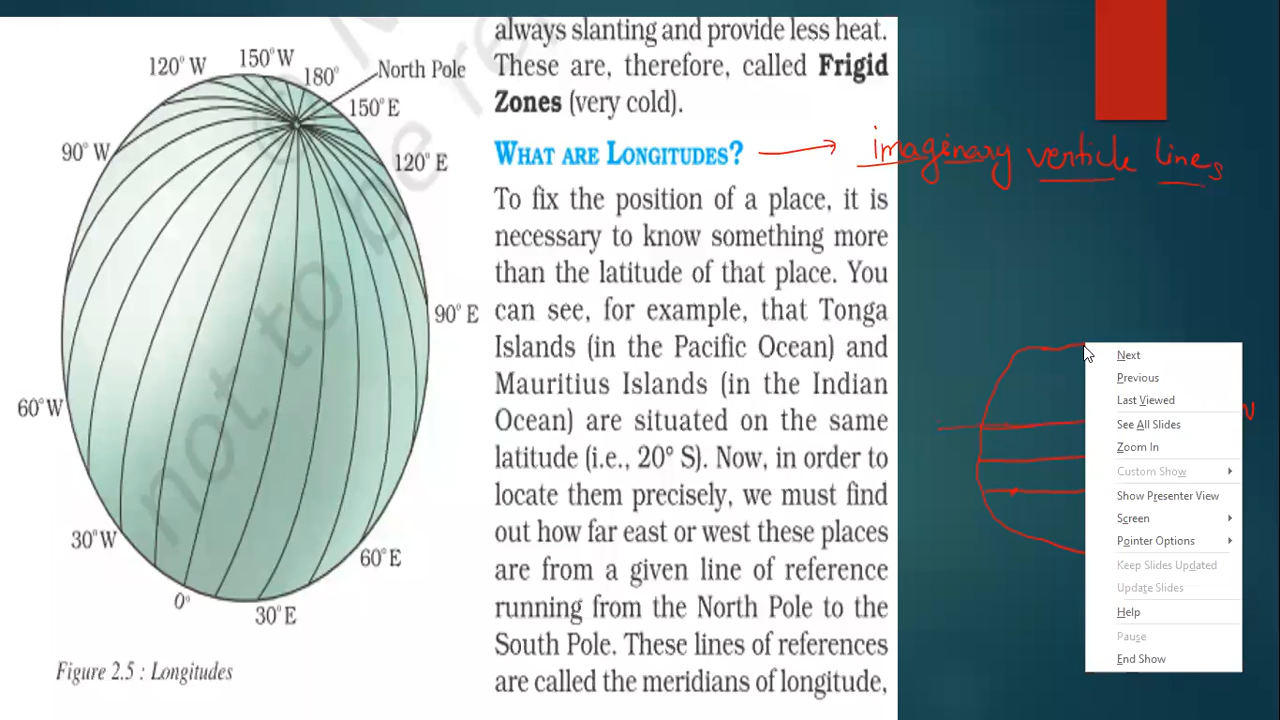 120° W
150° W
180°
North Pole
150° E
90° W
120° E
90° E
60° W
30° W
60° E
0°
30° E
Figure 2.5 : Longitudes
always slanting and provide less heat.
These are, therefore, called Frigid
Zones (very cold).
WHAT ARE LONGITUDES?
imaginary verticle lines
To fix the position of a place, it is
necessary to know something more
than the latitude of that place. You
can see, for example, that Tonga
Islands (in the Pacific Ocean) and
Mauritius Islands (in the Indian
Ocean) are situated on the same
latitude (i.e., 20° S). Now, in order to
locate them precisely, we must find
out how far east or west these places
are from a given line of reference
running from the North Pole to the
South Pole. These lines of references
are called the meridians of longitude,
Next
Previous
Last Viewed
See All Slides
Zoom In
Custom Show
Show Presenter View
Screen
Pointer Options
Keep Slides Updated
Update Slides
Help
Pause
End Show